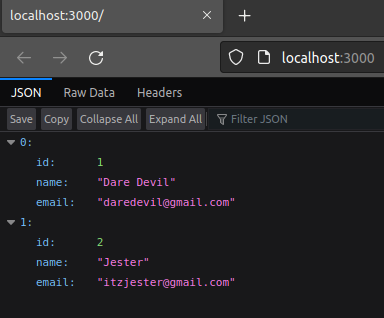 localhost:3000/
localhost:3000
JSON Raw Data Headers
Save Copy Collapse All Expand All Filter JSON
0:
id: 1
name: "Dare Devil"
email: "daredevil@gmail.com"
1:
id: 2
name: "Jester"
email: "itzjester@gmail.com"